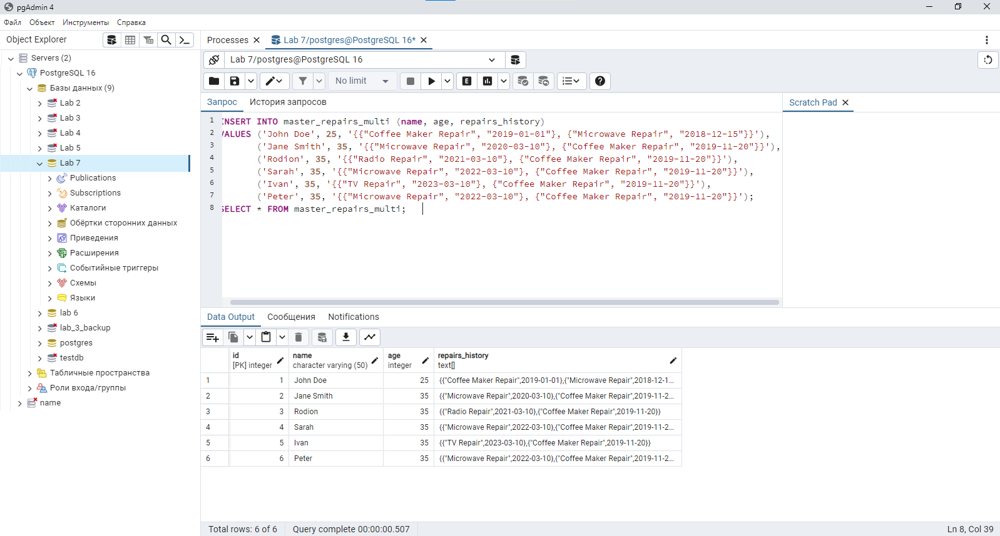 pgAdmin 4
Файл Объект Инструменты Справка
Object Explorer
Servers (2)
PostgreSQL 16
Базы данных (9)
Lab 2
Lab 3
Lab 4
Lab 5
Lab 7
Publications
Subscriptions
Каталоги
Обёртки сторонних данных
Приведения
Расширения
Событийные триггеры
Схемы
Языки
lab 6
lab_3_backup
postgres
testdb
Табличные пространства
Роли входа/группы
name
Processes Lab 7/postgres@PostgreSQL 16*
Lab 7/postgres@PostgreSQL 16
No limit
E
Запрос История запросов
Scratch Pad
1 INSERT INTO master_repairs_multi (name, age, repairs_history)
2 VALUES ('John Doe', 25, '{{"Coffee Maker Repair", "2019-01-01"}, {"Microwave Repair", "2018-12-15"}}'),
3 ('Jane Smith', 35, '{{"Microwave Repair", "2020-03-10"}, {"Coffee Maker Repair", "2019-11-20"}}'),
4 ('Rodion', 35, '{{"Radio Repair", "2021-03-10"}, {"Coffee Maker Repair", "2019-11-20"}}'),
5 ('Sarah', 35, '{{"Microwave Repair", "2022-03-10"}, {"Coffee Maker Repair", "2019-11-20"}}'),
6 ('Ivan', 35, '{{"TV Repair", "2023-03-10"}, {"Coffee Maker Repair", "2019-11-20"}}'),
7 ('Peter', 35, '{{"Microwave Repair", "2022-03-10"}, {"Coffee Maker Repair", "2019-11-20"}}');
8 SELECT * FROM master_repairs_multi;
Data Output Сообщения Notifications
id name age repairs_history
[PK] integer character varying (50) integer text[]
1 1 John Doe 25 {{"Coffee Maker Repair",2019-01-01},{"Microwave Repair",2018-12-1...
2 2 Jane Smith 35 {{"Microwave Repair",2020-03-10},{"Coffee Maker Repair",2019-11-2...
3 3 Rodion 35 {{"Radio Repair",2021-03-10},{"Coffee Maker Repair",2019-11-20}}
4 4 Sarah 35 {{"Microwave Repair",2022-03-10},{"Coffee Maker Repair",2019-11-2...
5 5 Ivan 35 {{"TV Repair",2023-03-10},{"Coffee Maker Repair",2019-11-20}}
6 6 Peter 35 {{"Microwave Repair",2022-03-10},{"Coffee Maker Repair",2019-11-2...
Total rows: 6 of 6 Query complete 00:00:00.507 Ln 8, Col 39